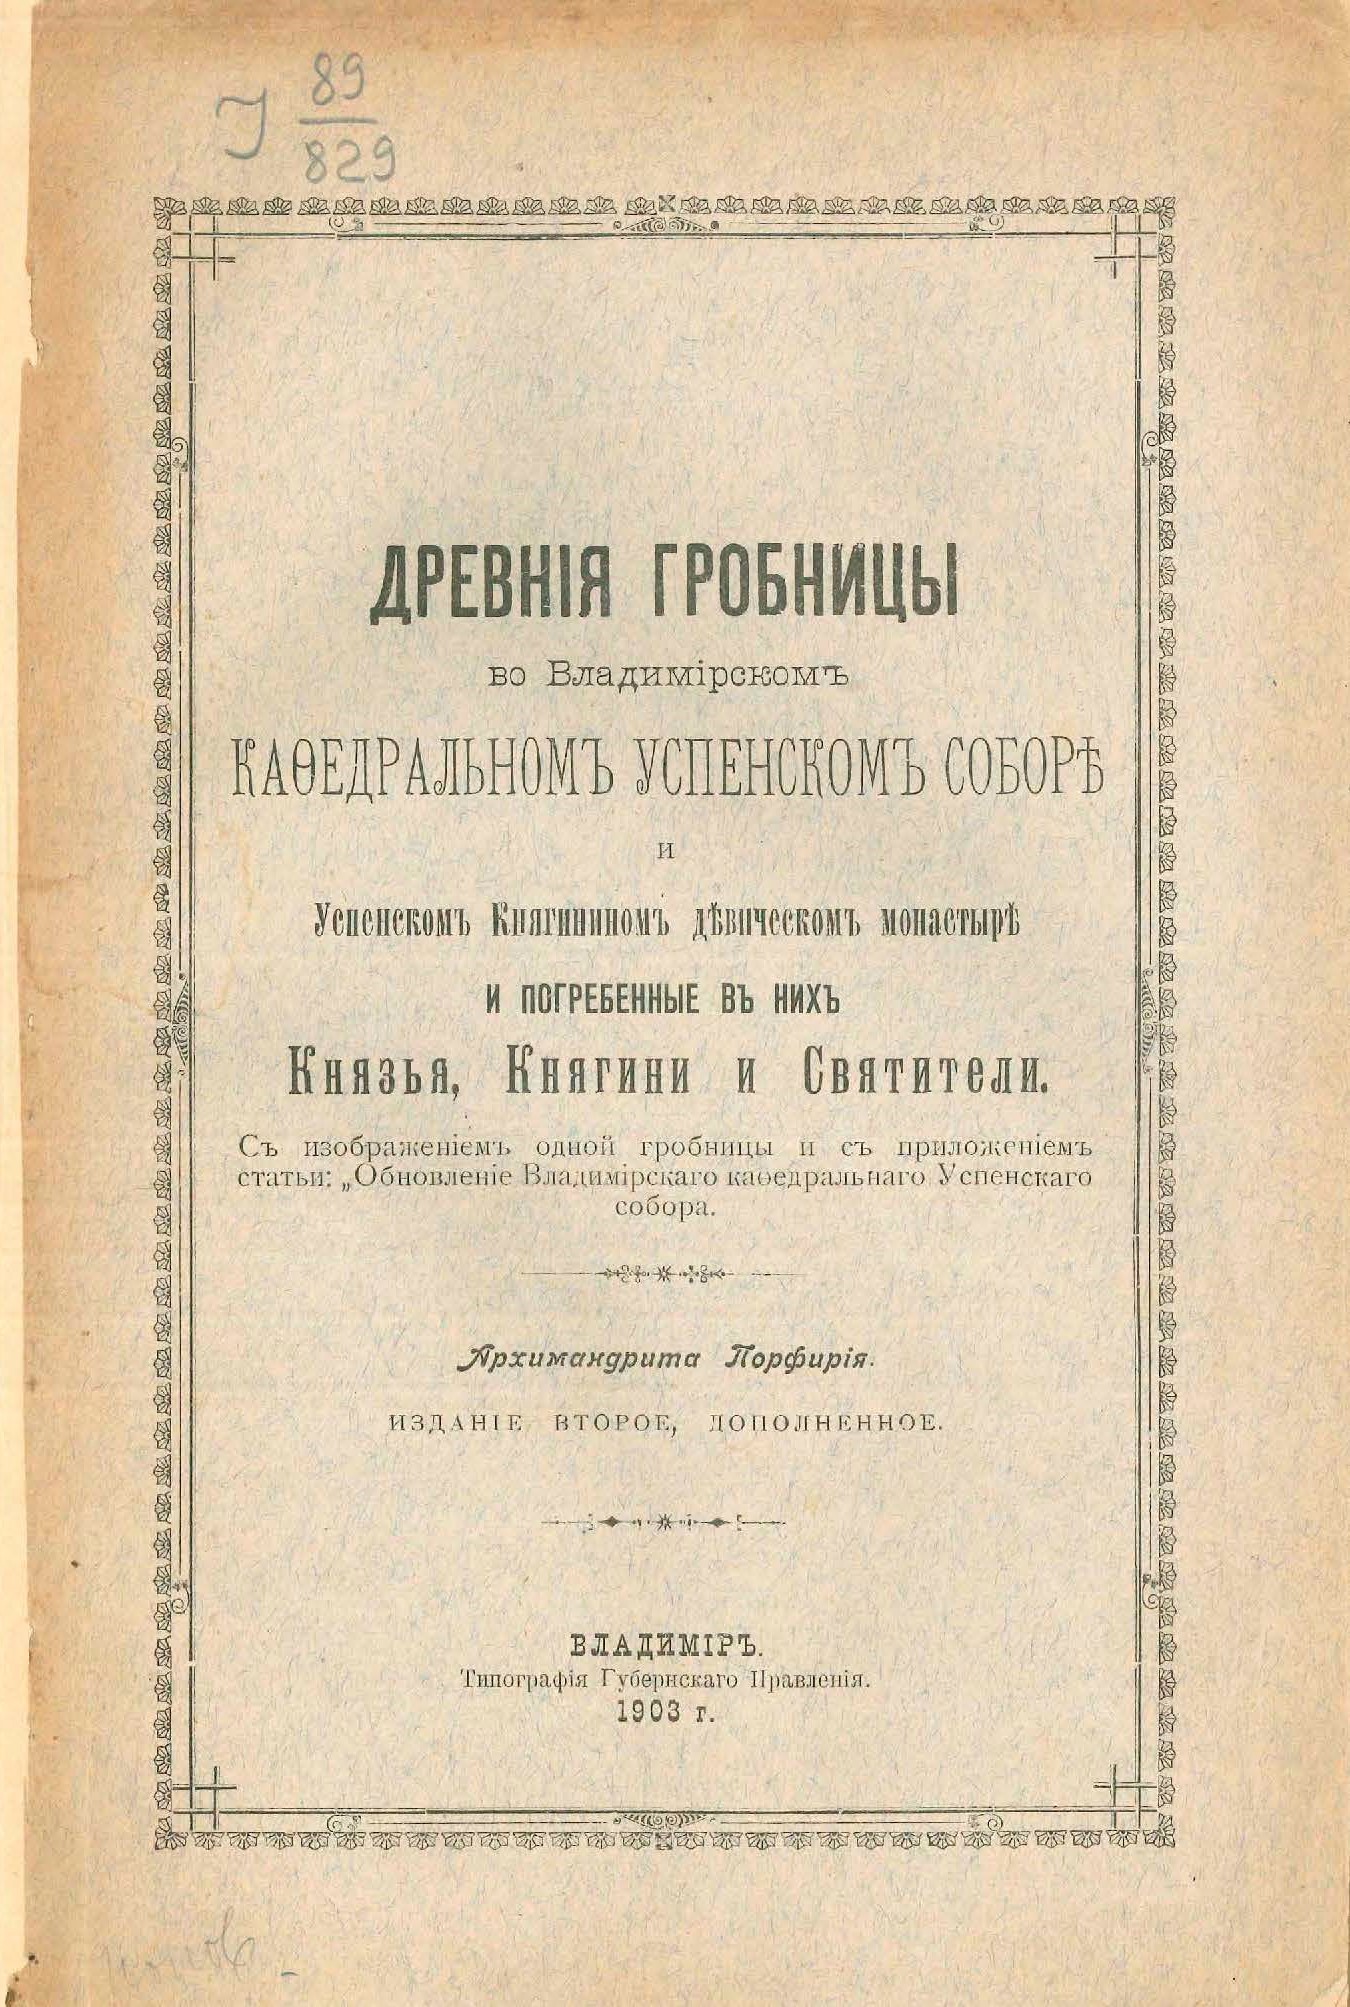 J 89
829
ДРЕВНІЯ ГРОБНИЦЫ
во Владимірскомъ
КАѲЕДРАЛЬНОМЪ УСПЕНСКОМЪ СОБОРѢ
и
Успенскомъ Княгининомъ дѣвическомъ монастырѣ
И ПОГРЕБЕННЫЕ ВЪ НИХЪ
Князья, Княгини и Святители.
Съ изображеніемъ одной гробницы и съ приложеніемъ
статьи: „Обновленіе Владимірскаго каѳедральнаго Успенскаго
собора.
Архимандрита Порфирія.
ИЗДАНІЕ ВТОРОЕ, ДОПОЛНЕННОЕ.
ВЛАДИМІРЪ.
Типографія Губернскаго Правленія.
1903 г.